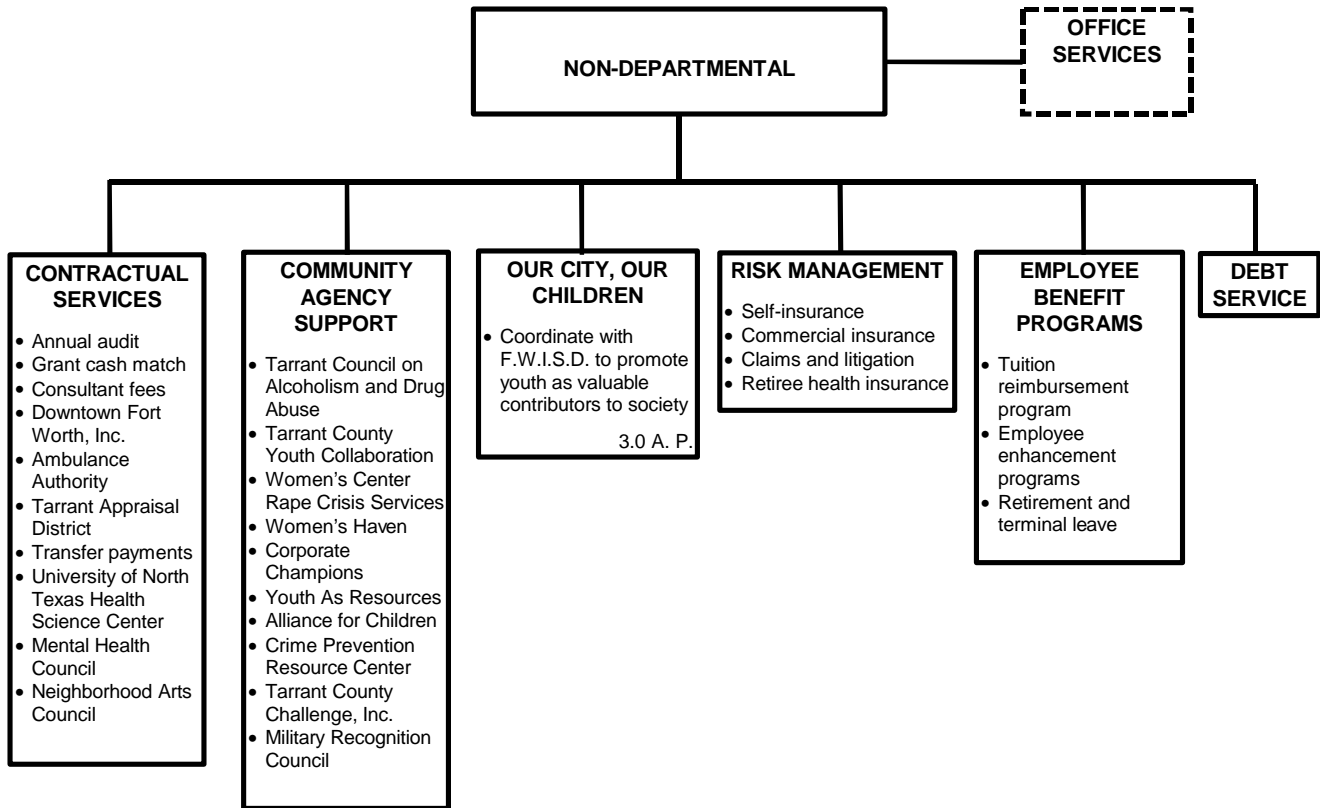 NON-DEPARTMENTAL
OFFICE
SERVICES
CONTRACTUAL
SERVICES
• Annual audit
• Grant cash match
• Consultant fees
• Downtown Fort
Worth, Inc.
• Ambulance
Authority
• Tarrant Appraisal
District
• Transfer payments
• University of North
Texas Health
Science Center
• Mental Health
Council
• Neighborhood Arts
Council
COMMUNITY
AGENCY
SUPPORT
• Tarrant Council on
Alcoholism and Drug
Abuse
• Tarrant County
Youth Collaboration
• Women’s Center
Rape Crisis Services
• Women’s Haven
• Corporate
Champions
• Youth As Resources
• Alliance for Children
• Crime Prevention
Resource Center
• Tarrant County
Challenge, Inc.
• Military Recognition
Council
OUR CITY, OUR
CHILDREN
• Coordinate with
F.W.I.S.D. to promote
youth as valuable
contributors to society
3.0 A. P.
RISK MANAGEMENT
• Self-insurance
• Commercial insurance
• Claims and litigation
• Retiree health insurance
EMPLOYEE
BENEFIT
PROGRAMS
• Tuition
reimbursement
program
• Employee
enhancement
programs
• Retirement and
terminal leave
DEBT
SERVICE